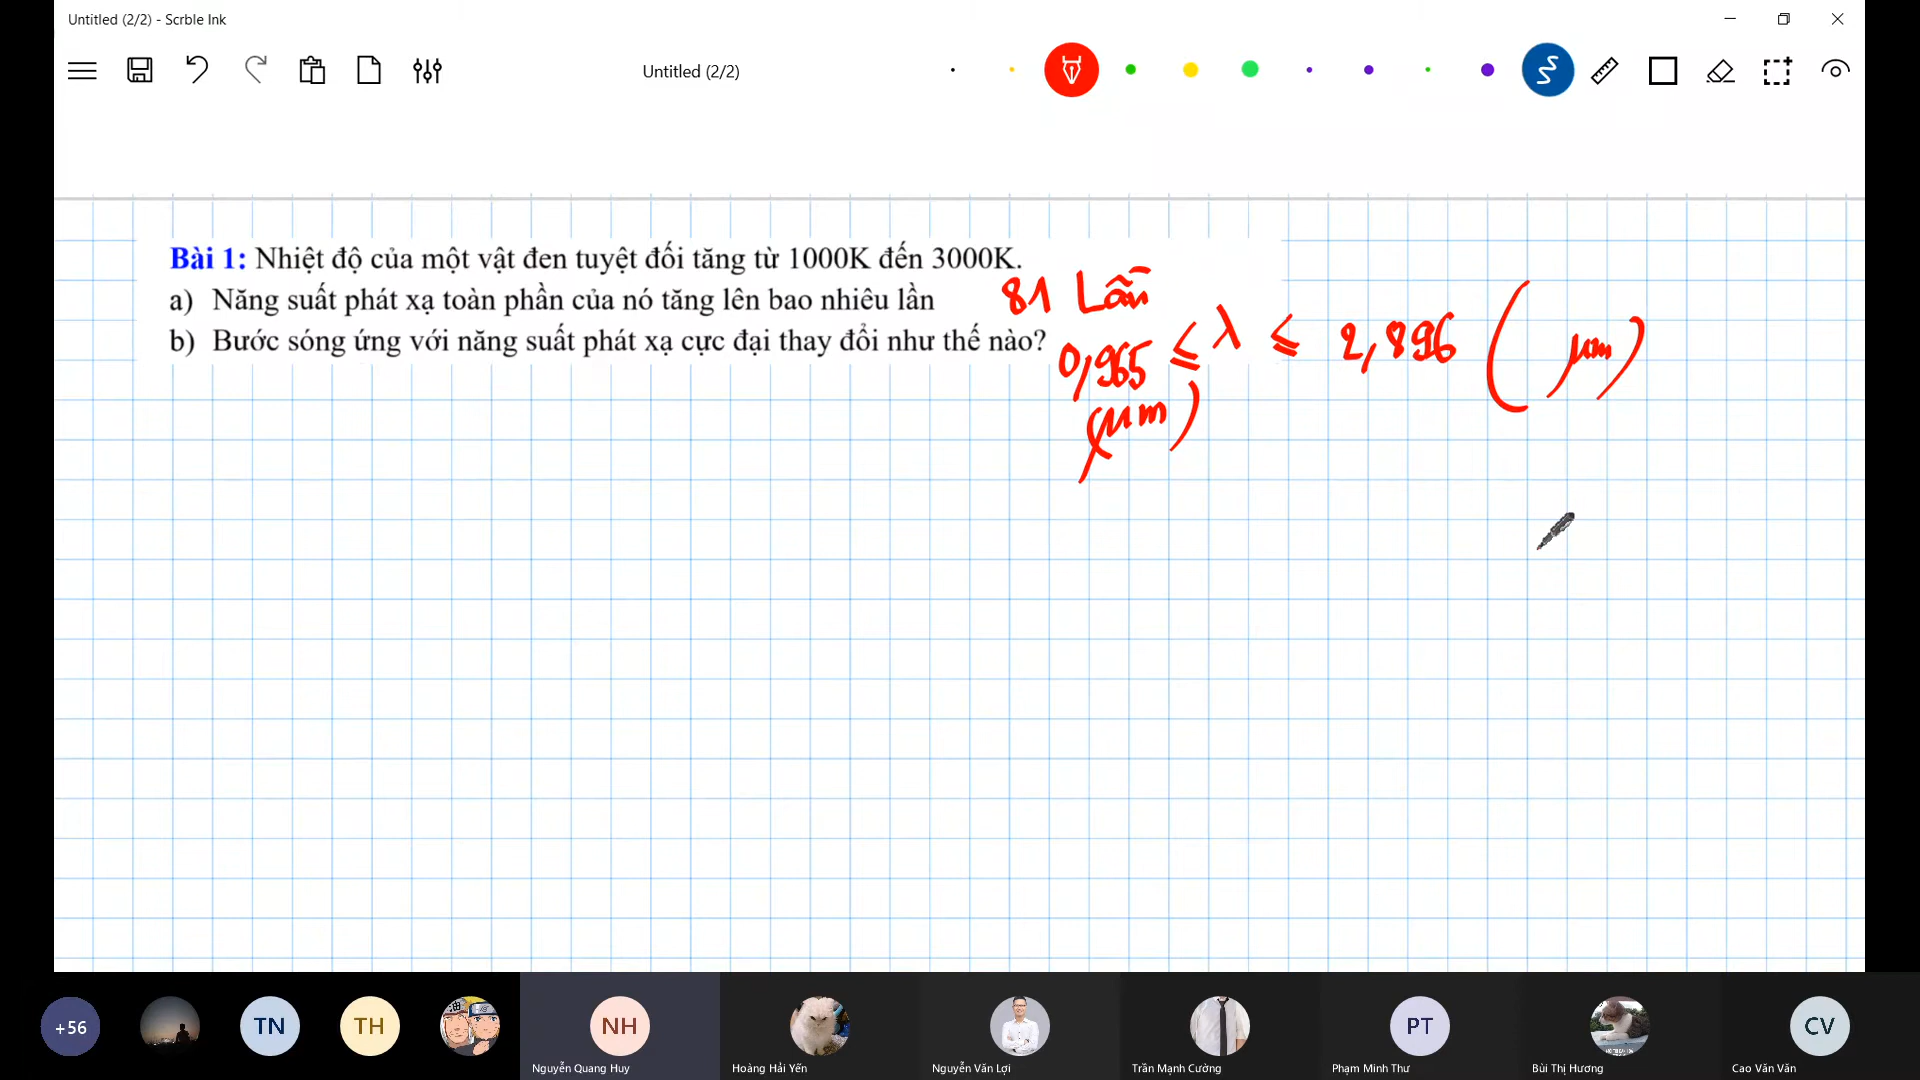 Untitled (2/2) - Scrble Ink
Untitled (2/2)
Bài 1: Nhiệt độ của một vật đen tuyệt đối tăng từ 1000K đến 3000K.
a) Năng suất phát xạ toàn phần của nó tăng lên bao nhiêu lần
81 Lần
b) Bước sóng ứng với năng suất phát xạ cực đại thay đổi như thế nào?
0,965 ≤ λ ≤ 2,896 (μm)
(μm)
+56
TN
TH
NH
PT
CV
Nguyễn Quang Huy
Hoàng Hải Yến
Nguyễn Văn Lợi
Trần Mạnh Cường
Phạm Minh Thư
Bùi Thị Hương
Cao Văn Văn